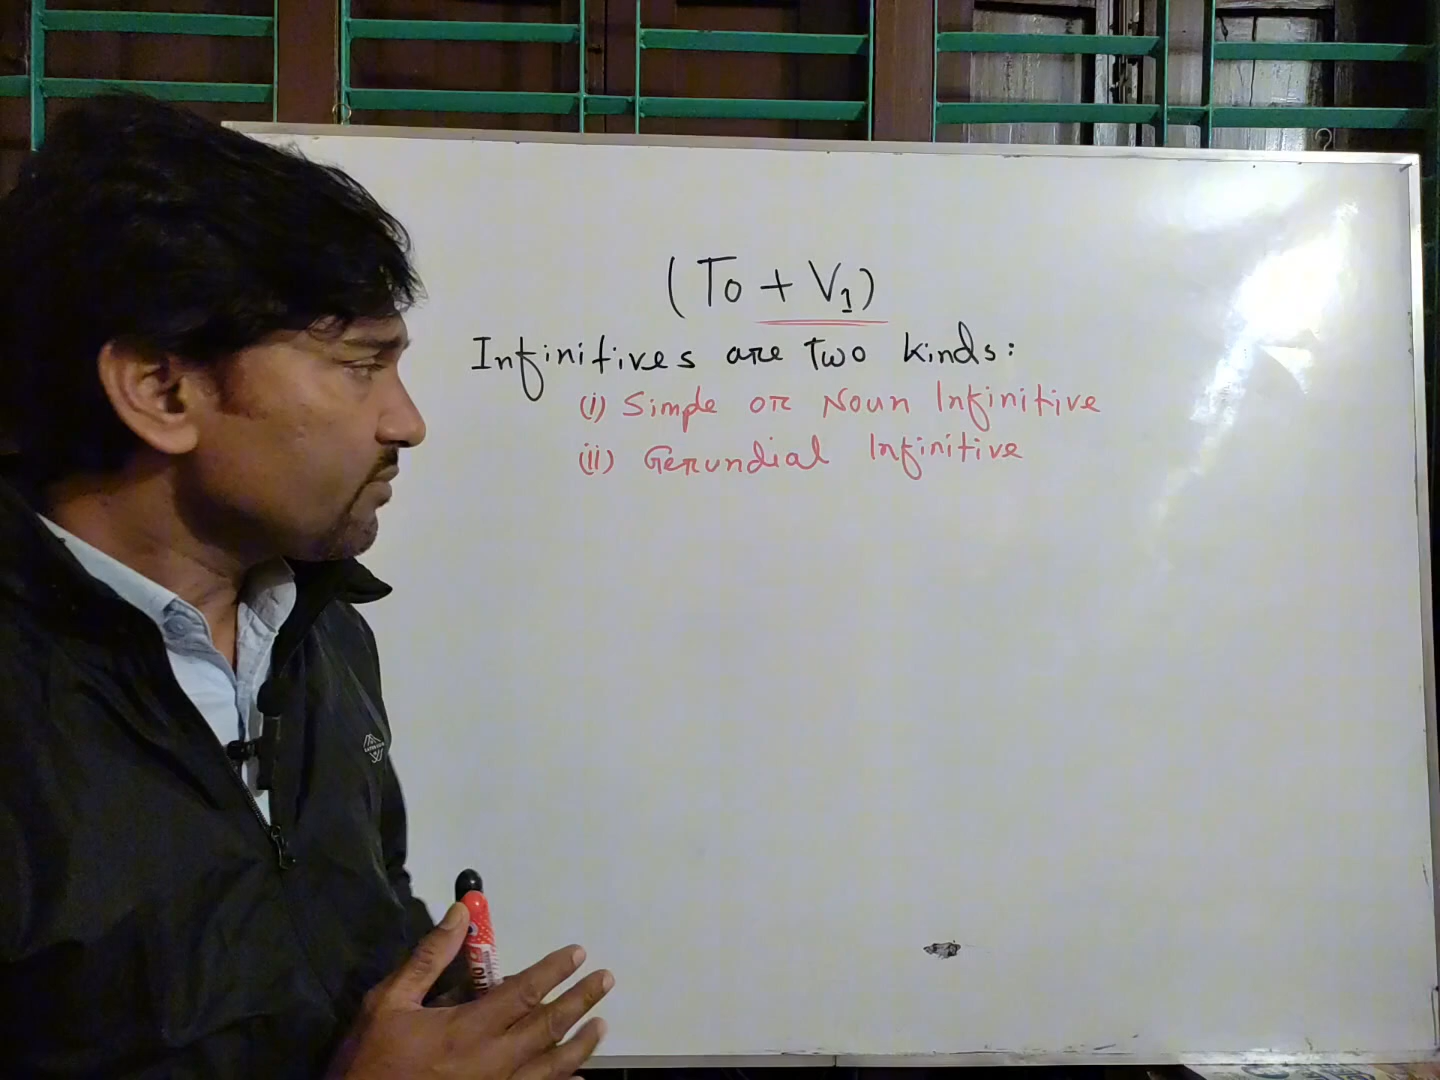 (To + V1)
Infinitives are Two kinds:
(i) Simple or Noun Infinitive
(ii) Gerundial Infinitive